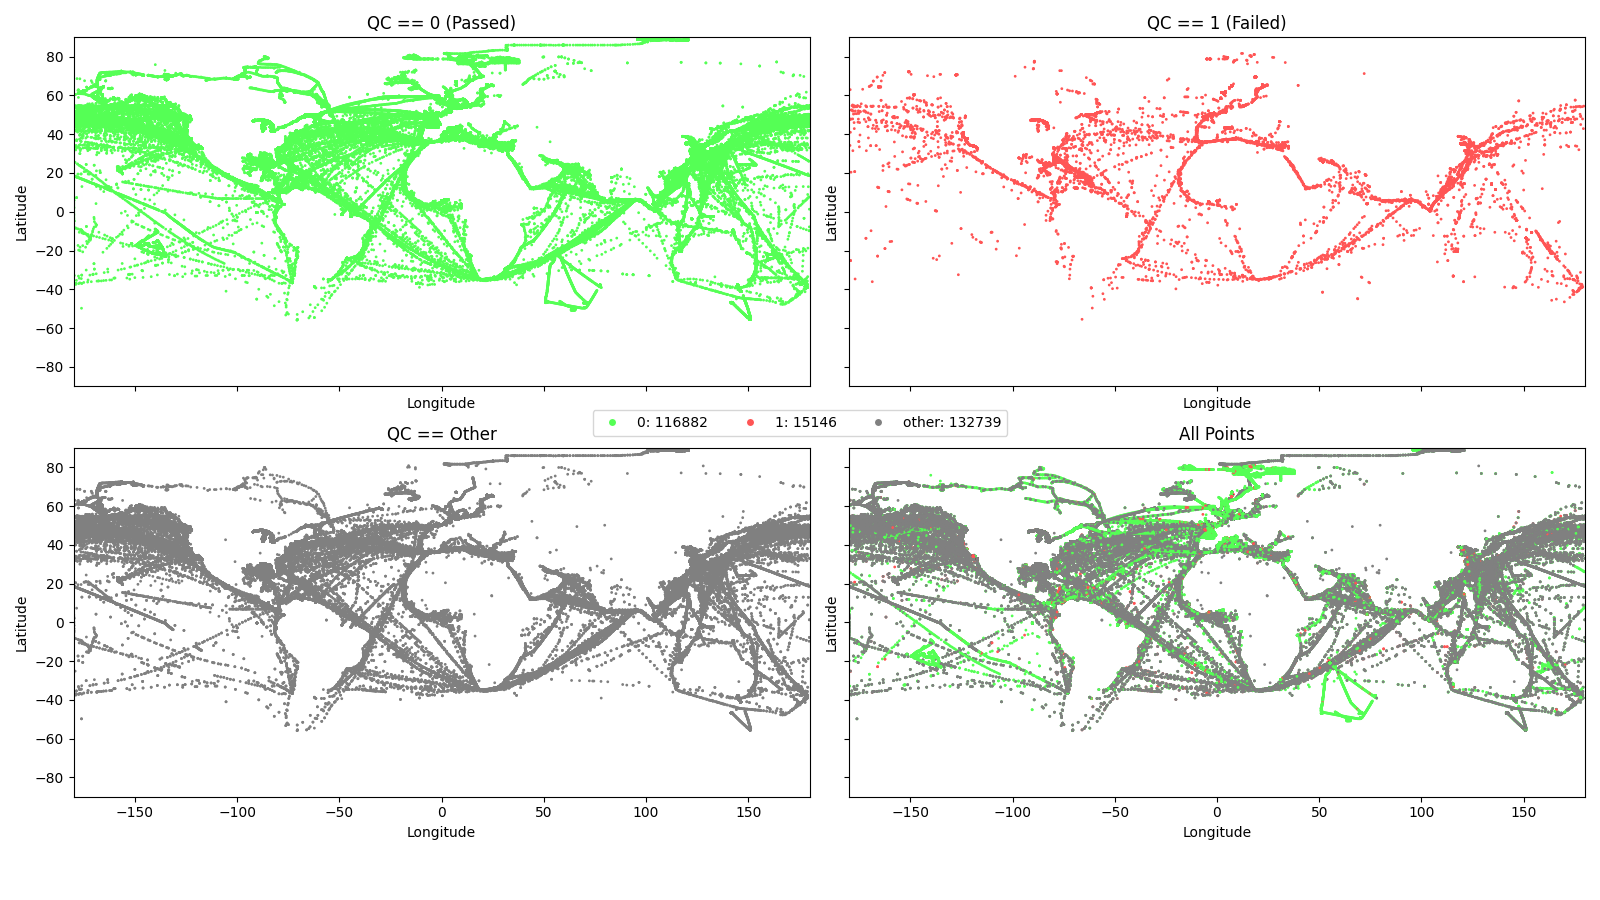 QC == 0 (Passed)
QC == 1 (Failed)
80
60
40
20
0
−20
−40
−60
−80
Latitude
Latitude
Longitude
Longitude
0: 116882 1: 15146 other: 132739
QC == Other
All Points
80
60
40
20
0
−20
−40
−60
−80
Latitude
Latitude
−150 −100 −50 0 50 100 150
−150 −100 −50 0 50 100 150
Longitude
Longitude